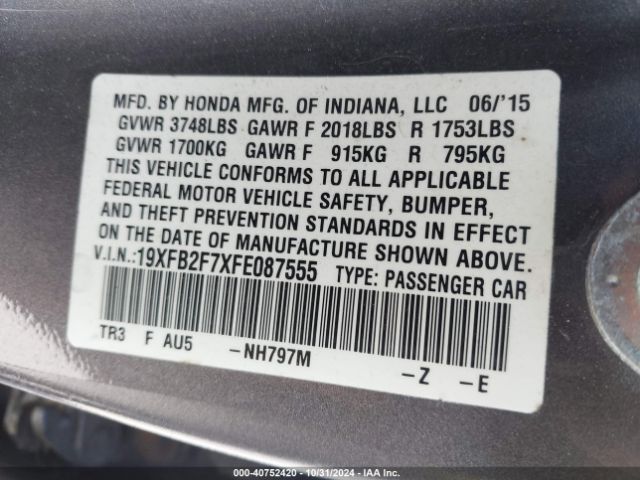 MFD. BY HONDA MFG. OF INDIANA, LLC 06/'15
GVWR 3748LBS GAWR F 2018LBS R 1753LBS
GVWR 1700KG GAWR F 915KG R 795KG
THIS VEHICLE CONFORMS TO ALL APPLICABLE
FEDERAL MOTOR VEHICLE SAFETY, BUMPER,
AND THEFT PREVENTION STANDARDS IN EFFECT
ON THE DATE OF MANUFACTURE SHOWN ABOVE.
V.I.N.:19XFB2F7XFE087555 TYPE: PASSENGER CAR
TR3 F AU5 -NH797M -Z -E
000-40752420 - 10/31/2024 - IAAI.COM